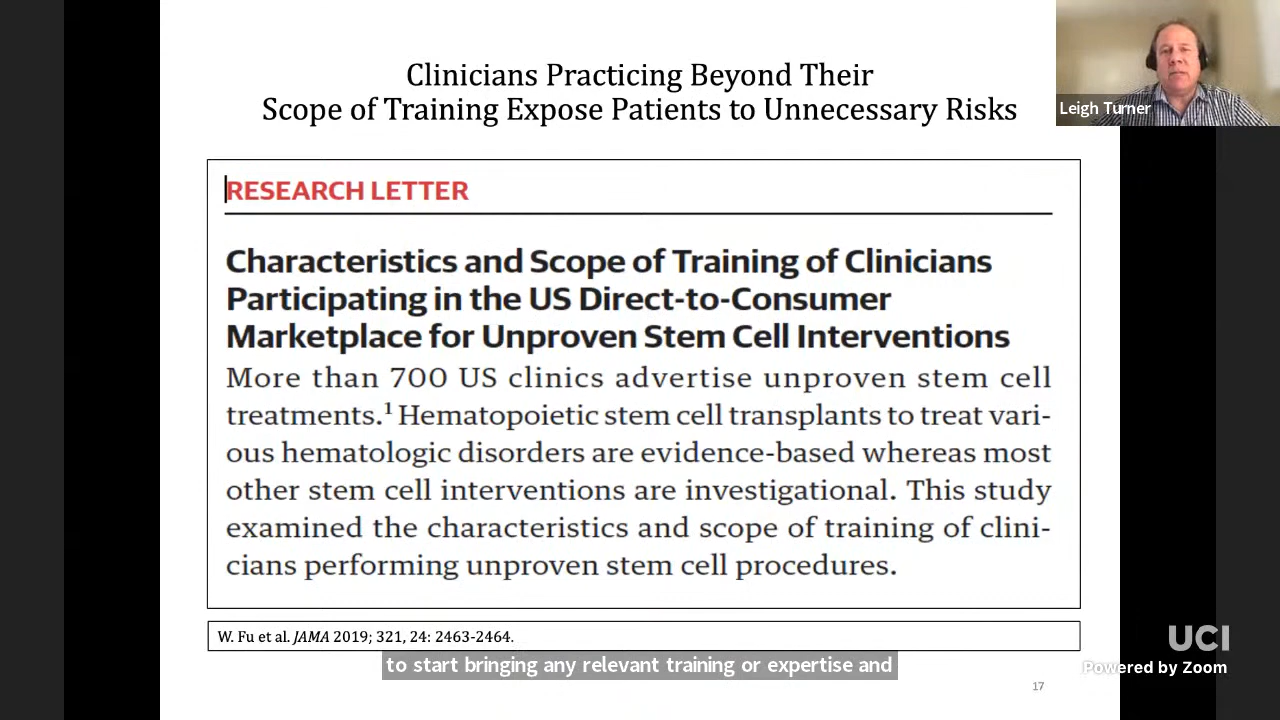 Clinicians Practicing Beyond Their
Scope of Training Expose Patients to Unnecessary Risks
Leigh Turner
RESEARCH LETTER
Characteristics and Scope of Training of Clinicians
Participating in the US Direct-to-Consumer
Marketplace for Unproven Stem Cell Interventions
More than 700 US clinics advertise unproven stem cell
treatments.¹ Hematopoietic stem cell transplants to treat vari-
ous hematologic disorders are evidence-based whereas most
other stem cell interventions are investigational. This study
examined the characteristics and scope of training of clini-
cians performing unproven stem cell procedures.
W. Fu et al. JAMA 2019; 321, 24: 2463-2464.
to start bringing any relevant training or expertise and
UCI
Powered by Zoom
17